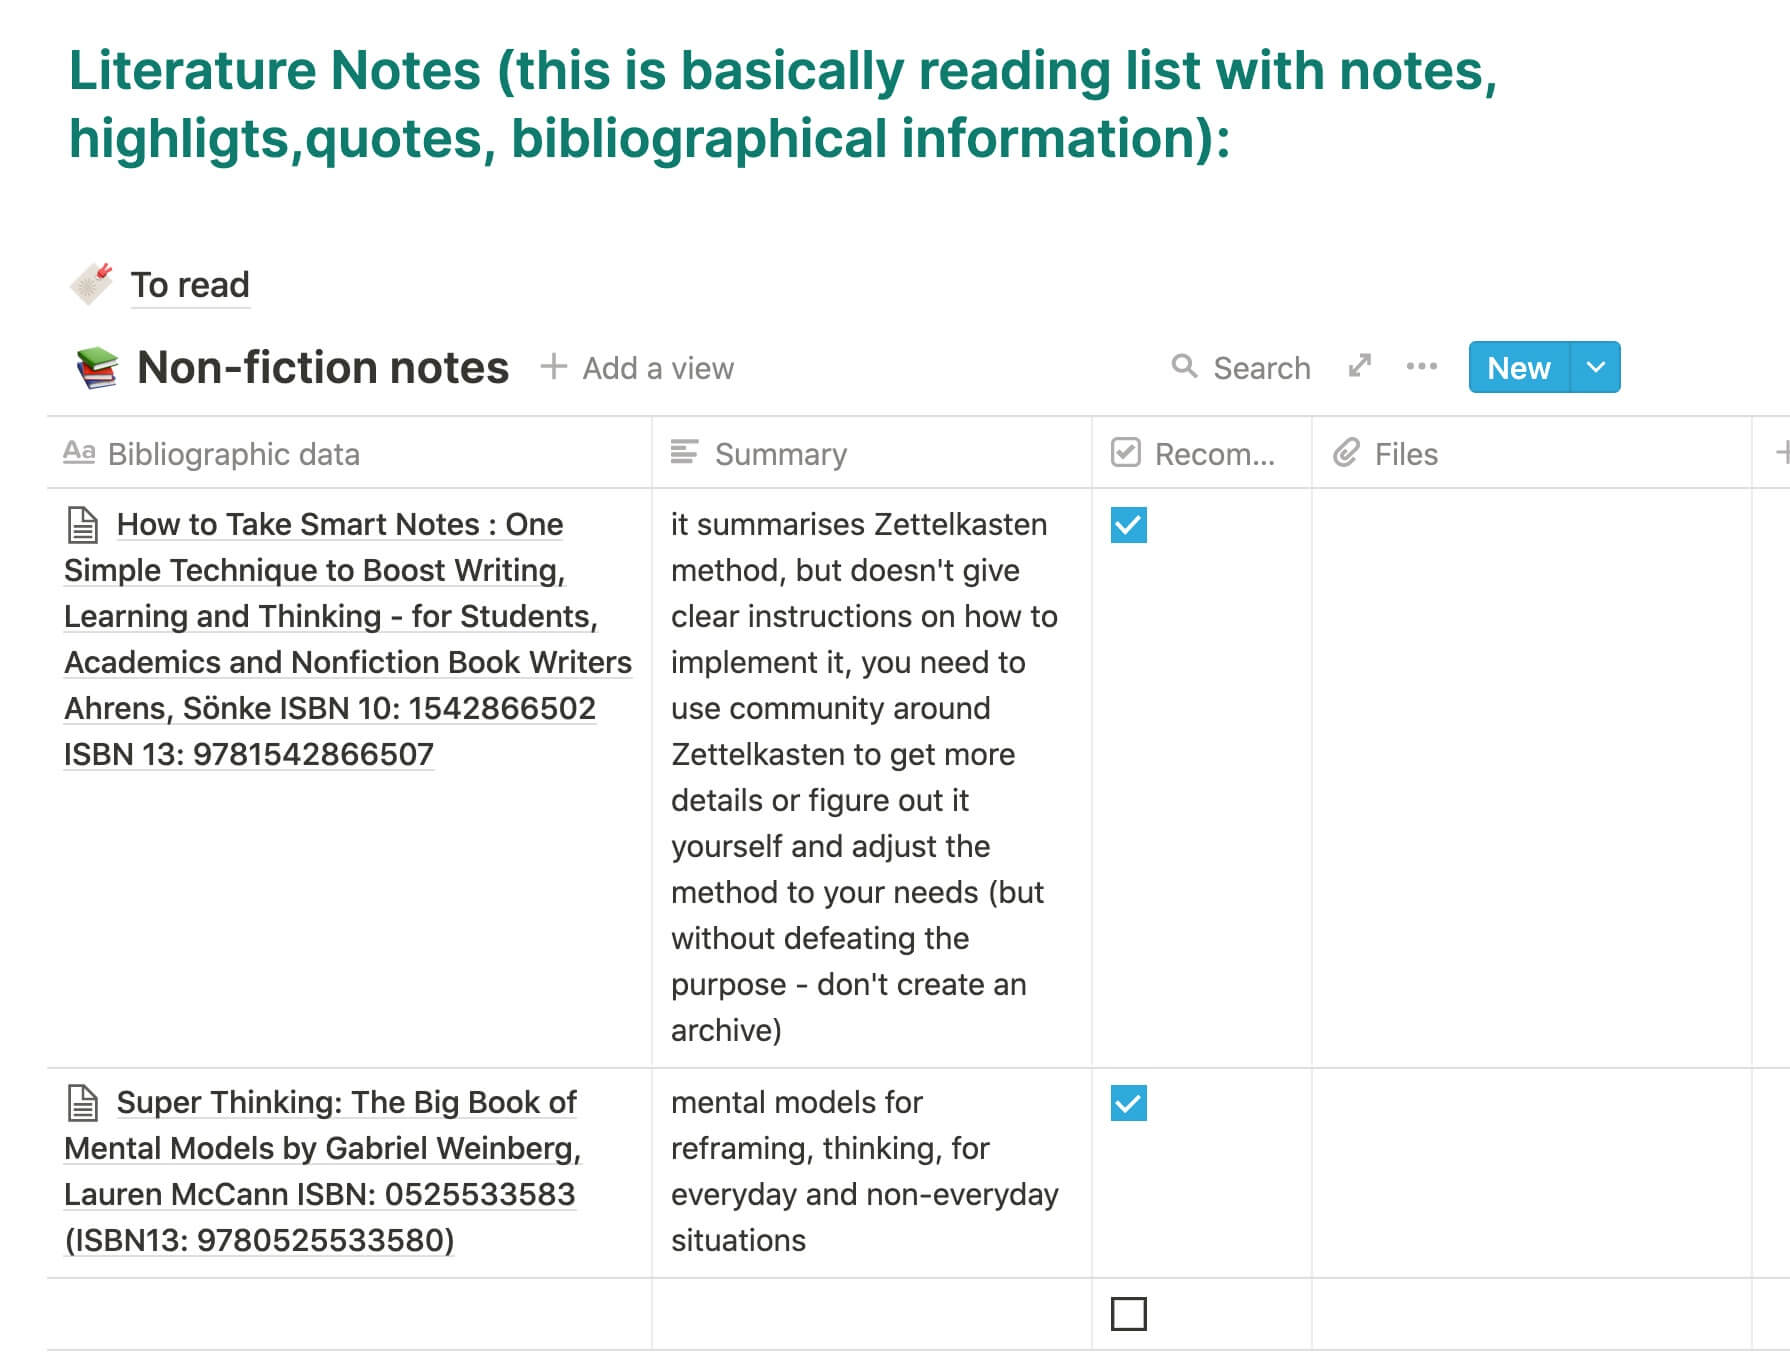 Literature Notes (this is basically reading list with notes,
highligts,quotes, bibliographical information):
To read
Non-fiction notes
Add a view
Search
New
Aa Bibliographic data
Summary
Recom...
Files
How to Take Smart Notes : One
Simple Technique to Boost Writing,
Learning and Thinking - for Students,
Academics and Nonfiction Book Writers
Ahrens, Sönke ISBN 10: 1542866502
ISBN 13: 9781542866507
it summarises Zettelkasten
method, but doesn't give
clear instructions on how to
implement it, you need to
use community around
Zettelkasten to get more
details or figure out it
yourself and adjust the
method to your needs (but
without defeating the
purpose - don't create an
archive)
Super Thinking: The Big Book of
Mental Models by Gabriel Weinberg,
Lauren McCann ISBN: 0525533583
(ISBN13: 9780525533580)
mental models for
reframing, thinking, for
everyday and non-everyday
situations